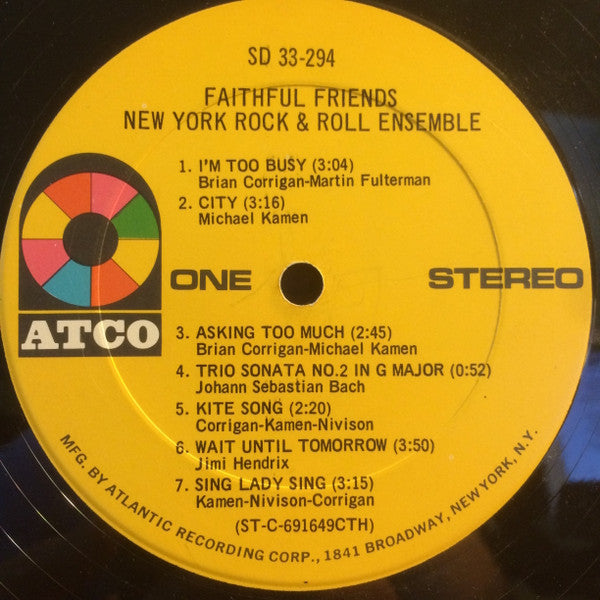 SD 33-294
FAITHFUL FRIENDS
NEW YORK ROCK & ROLL ENSEMBLE
1. I'M TOO BUSY (3:04)
Brian Corrigan-Martin Fulterman
2. CITY (3:16)
Michael Kamen
ATCO
ONE
STEREO
3. ASKING TOO MUCH (2:45)
Brian Corrigan-Michael Kamen
4. TRIO SONATA NO.2 IN G MAJOR (0:52)
Johann Sebastian Bach
5. KITE SONG (2:20)
Corrigan-Kamen-Nivison
6. WAIT UNTIL TOMORROW (3:50)
Jimi Hendrix
7. SING LADY SING (3:15)
Kamen-Nivison-Corrigan
(ST-C-691649CTH)
MFG. BY ATLANTIC RECORDING CORP., 1841 BROADWAY, NEW YORK, N.Y.